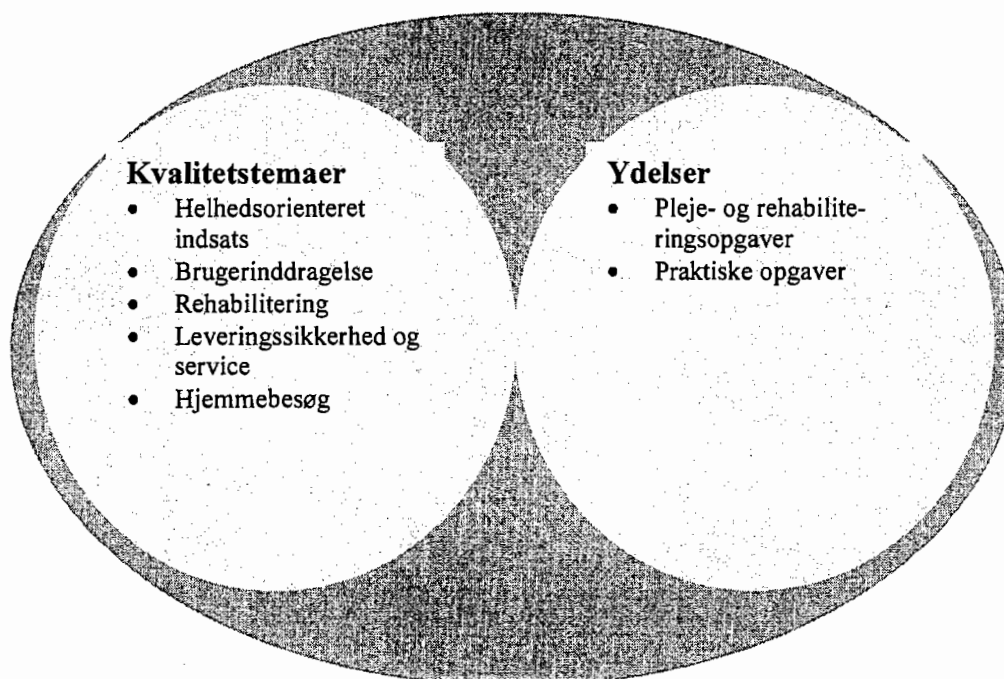 Kvalitetstemaer
• Helhedsorienteret
indsats
• Brugerinddragelse
• Rehabilitering
• Leveringssikkerhed og
service
• Hjemmebesøg
Ydelser
• Pleje- og rehabilite-
ringsopgaver
• Praktiske opgaver